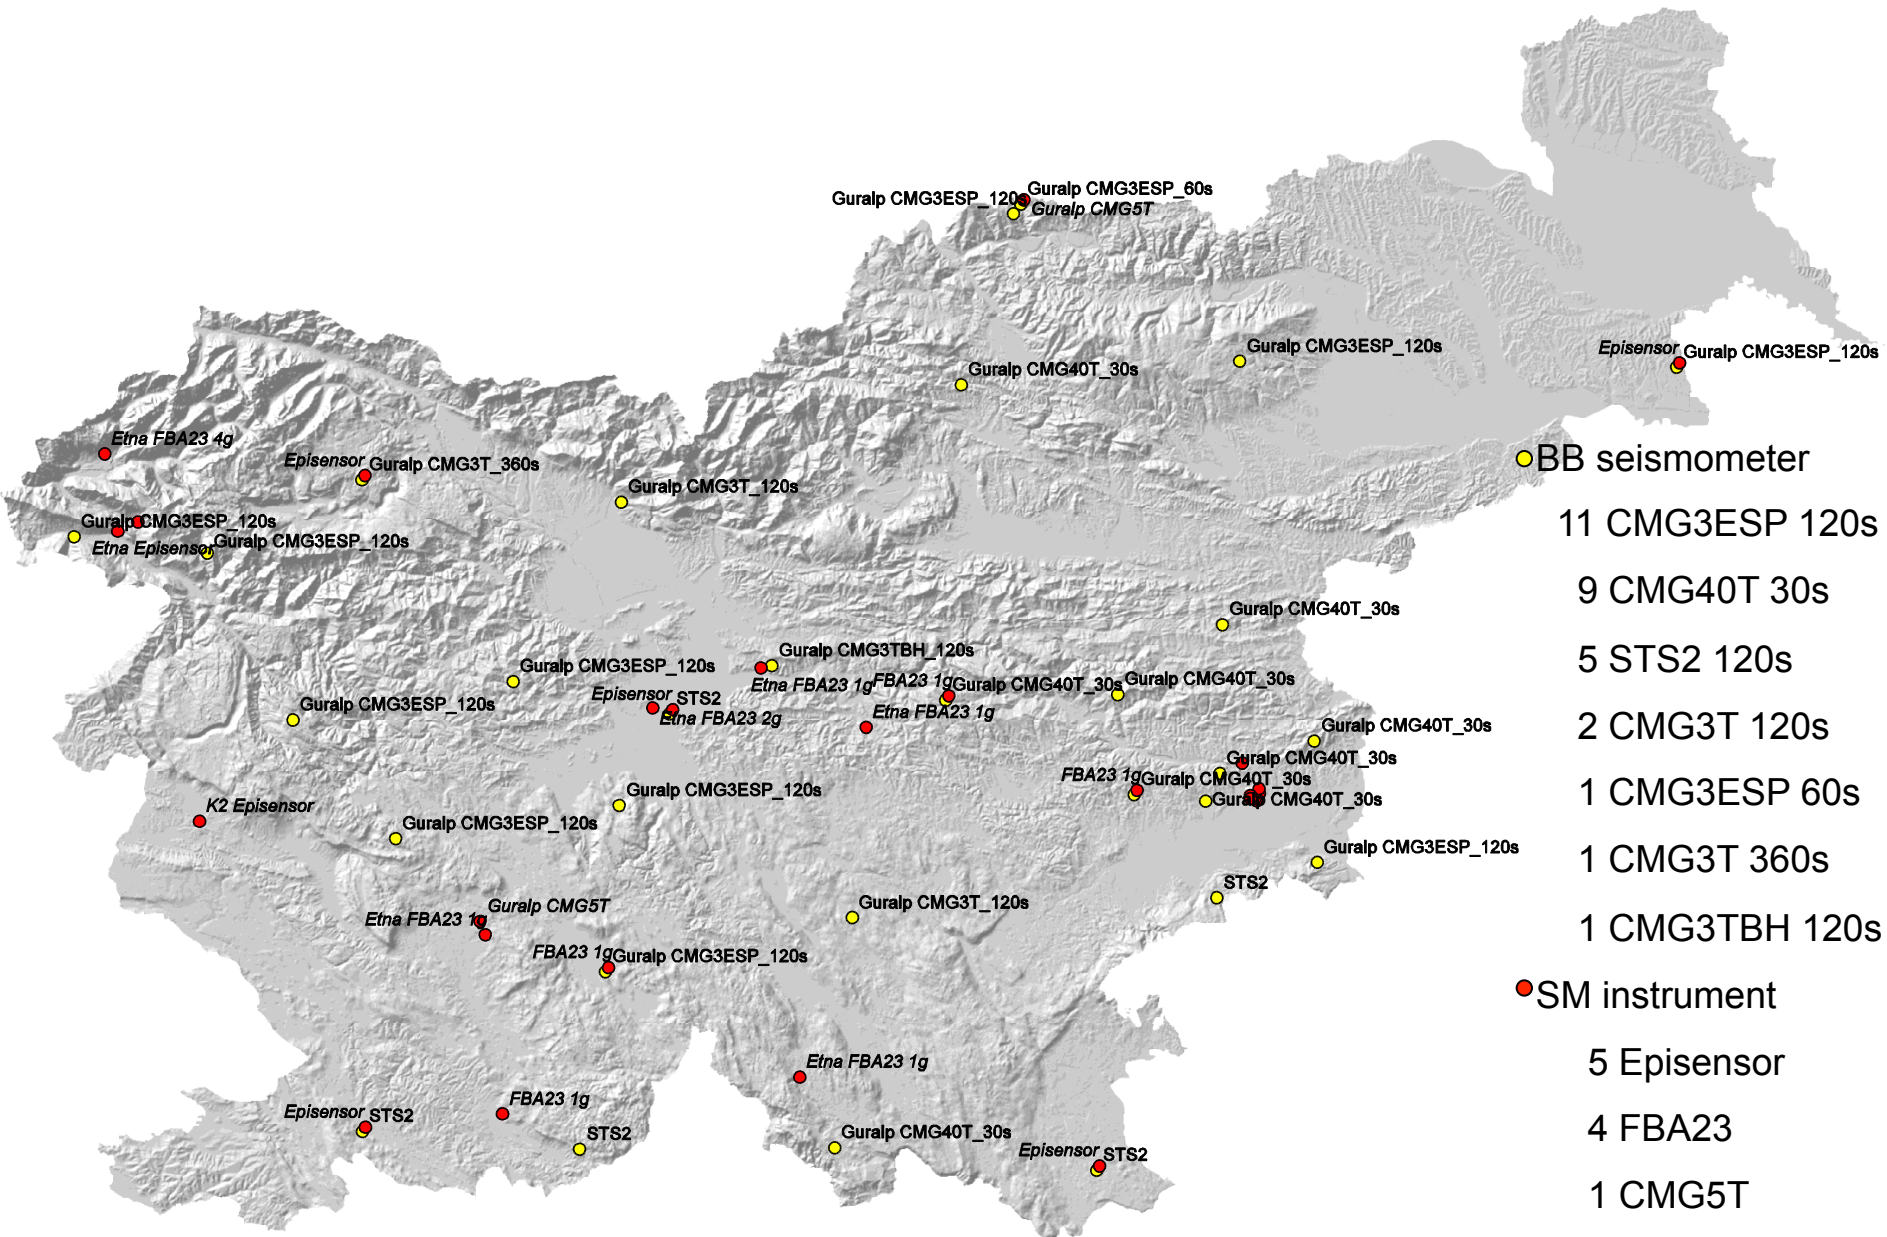 Guralp CMG3ESP_60s
Guralp CMG3ESP_120s
Guralp CMG5T
Guralp CMG3ESP_120s
Episensor
Guralp CMG3ESP_120s
Guralp CMG40T_30s
Etna FBA23 4g
Episensor
Guralp CMG3T_360s
Guralp CMG3T_120s
Guralp CMG3ESP_120s
Etna Episensor
Guralp CMG3ESP_120s
Guralp CMG40T_30s
Guralp CMG3TBH_120s
Guralp CMG3ESP_120s
Etna FBA23 1g
FBA23 1g
Guralp CMG40T_30s
Guralp CMG40T_30s
Episensor
STS2
Etna FBA23 2g
Etna FBA23 1g
Guralp CMG3ESP_120s
Guralp CMG40T_30s
Guralp CMG40T_30s
FBA23 1g
Guralp CMG40T_30s
Guralp CMG40T_30s
Guralp CMG3ESP_120s
K2 Episensor
Guralp CMG3ESP_120s
Guralp CMG3ESP_120s
STS2
Guralp CMG5T
Etna FBA23 1g
Guralp CMG3T_120s
FBA23 1g
Guralp CMG3ESP_120s
Etna FBA23 1g
FBA23 1g
Episensor
STS2
STS2
Guralp CMG40T_30s
Episensor
STS2
BB seismometer
11 CMG3ESP 120s
9 CMG40T 30s
5 STS2 120s
2 CMG3T 120s
1 CMG3ESP 60s
1 CMG3T 360s
1 CMG3TBH 120s
SM instrument
5 Episensor
4 FBA23
1 CMG5T